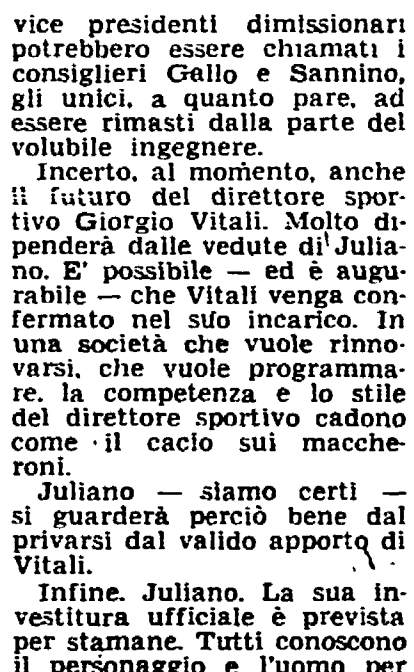 vice presidenti dimissionari
potrebbero essere chiamati i
consiglieri Gallo e Sannino,
gli unici, a quanto pare, ad
essere rimasti dalla parte del
volubile ingegnere.
Incerto, al momento, anche
il futuro del direttore spor-
tivo Giorgio Vitali. Molto di-
penderà dalle vedute di Julia-
no. E' possibile — ed è augu-
rabile — che Vitali venga con-
fermato nel suo incarico. In
una società che vuole rinno-
varsi, che vuole programma-
re, la competenza e lo stile
del direttore sportivo cadono
come il cacio sui macche-
roni.
Juliano — siamo certi —
si guarderà perciò bene dal
privarsi dal valido apporto di
Vitali.
Infine. Juliano. La sua in-
vestitura ufficiale è prevista
per stamane. Tutti conoscono
il personaggio e l'uomo per